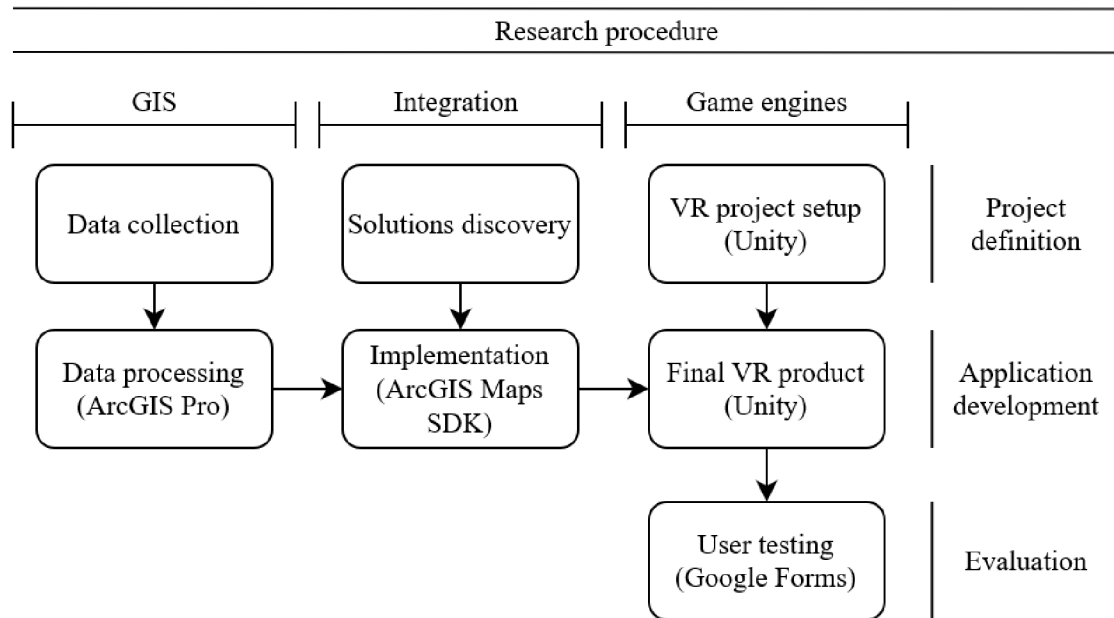 Research procedure
GIS
Integration
Game engines
Data collection
Solutions discovery
VR project setup
(Unity)
Project
definition
Data processing
(ArcGIS Pro)
Implementation
(ArcGIS Maps
SDK)
Final VR product
(Unity)
Application
development
User testing
(Google Forms)
Evaluation